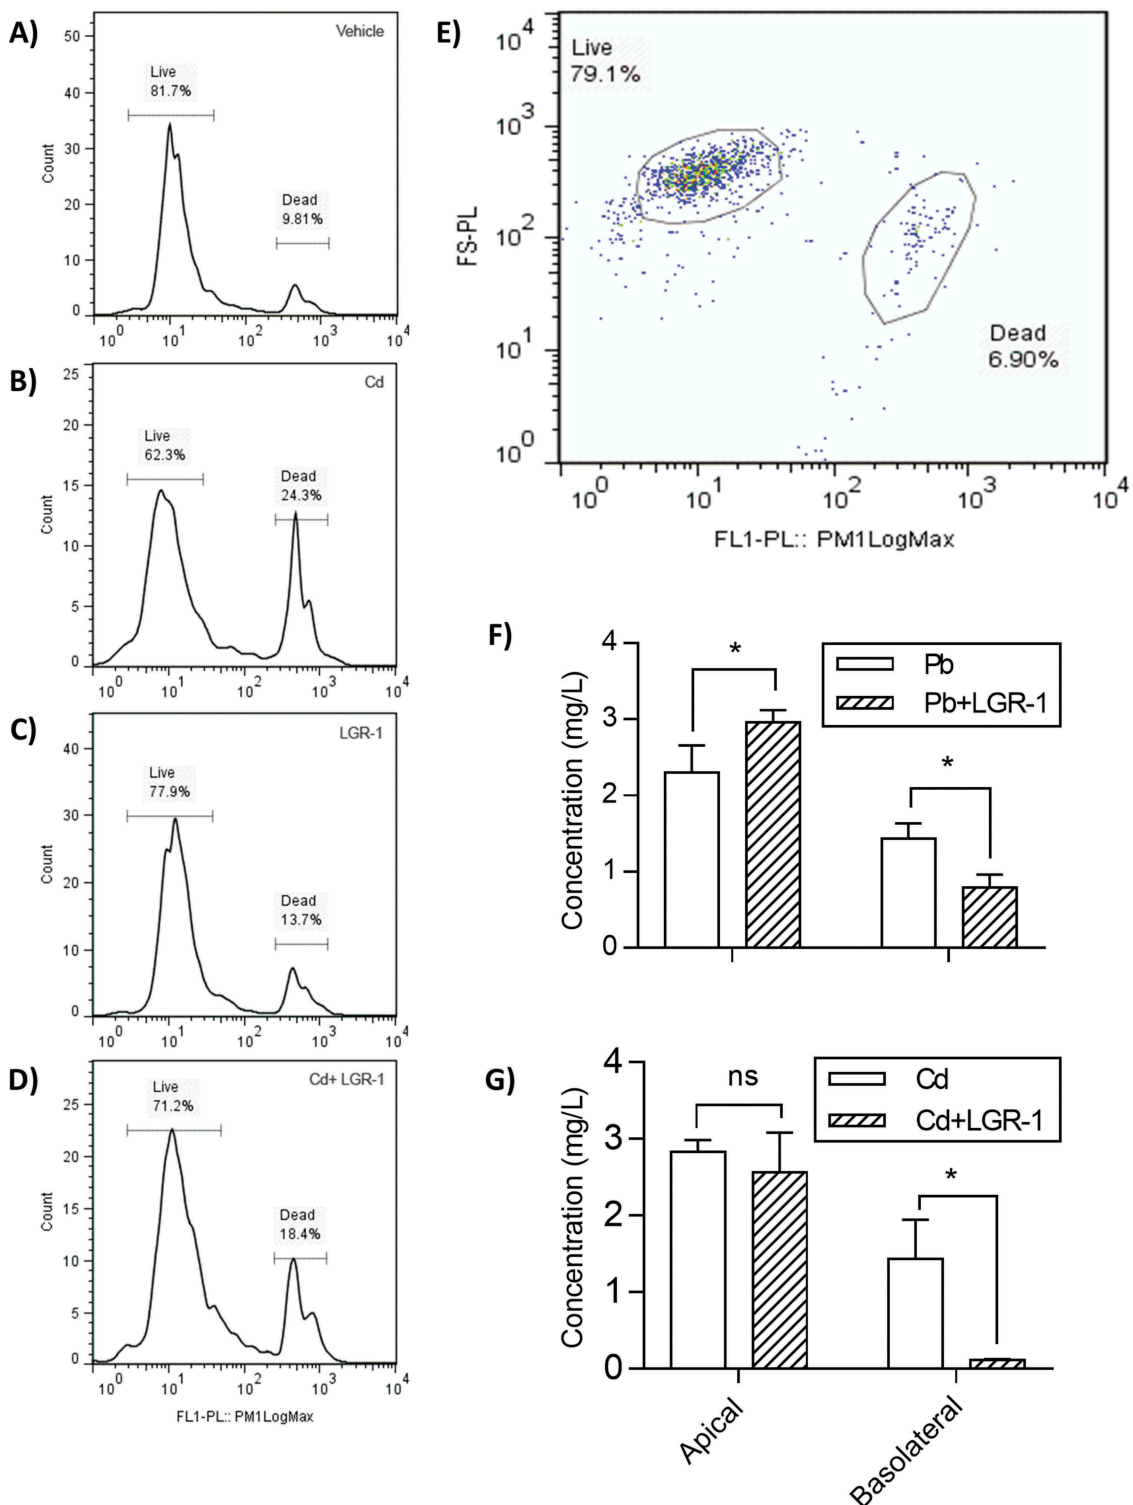 A)
Vehicle
Live
81.7%
Dead
9.81%
Count
50
40
30
20
10
0
10^0 10^1 10^2 10^3 10^4
B)
Cd
Live
62.3%
Dead
24.3%
Count
25
20
15
10
5
0
10^0 10^1 10^2 10^3 10^4
C)
LGR-1
Live
77.9%
Dead
13.7%
Count
40
30
20
10
0
10^0 10^1 10^2 10^3 10^4
D)
Cd+ LGR-1
Live
71.2%
Dead
18.4%
Count
25
20
15
10
5
0
10^0 10^1 10^2 10^3 10^4
FL1-PL:: PM1LogMax
E)
Live
79.1%
Dead
6.90%
FS-PL
10^4
10^3
10^2
10^1
10^0
10^0 10^1 10^2 10^3 10^4
FL1-PL:: PM1LogMax
F)
Concentration (mg/L)
4
3
2
1
0
*
*
Pb
Pb+LGR-1
G)
Concentration (mg/L)
4
3
2
1
0
ns
*
Cd
Cd+LGR-1
Apical
Basolateral